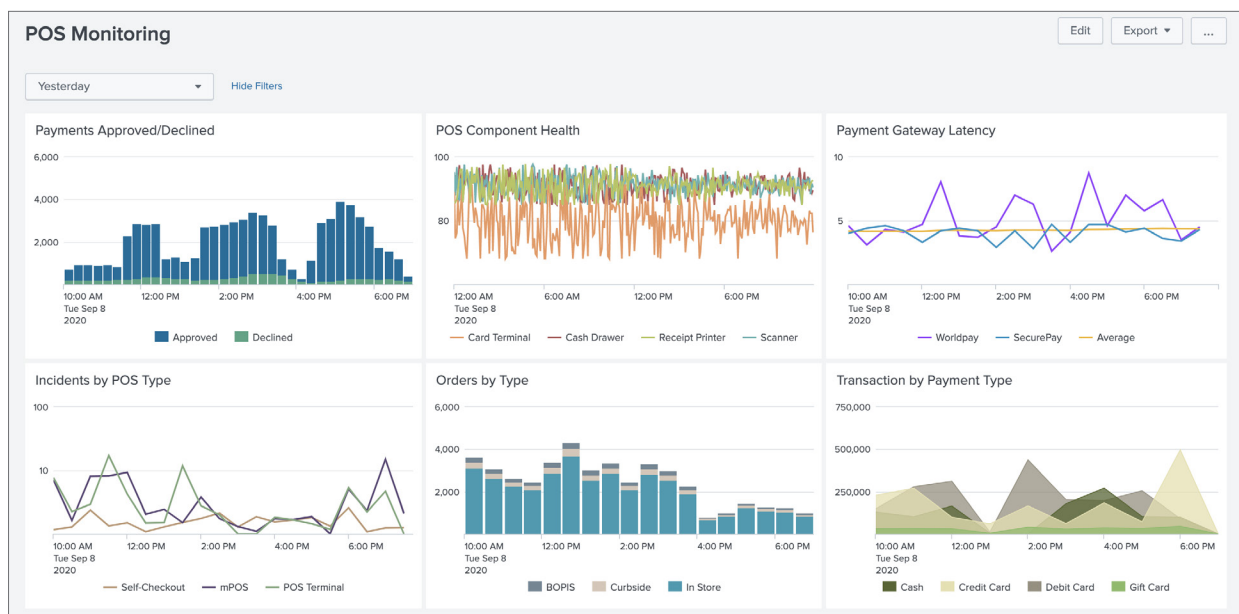 POS Monitoring
Edit
Export
...
Yesterday
Hide Filters
Payments Approved/Declined
6,000
4,000
2,000
10:00 AM
Tue Sep 8
2020
12:00 PM
2:00 PM
4:00 PM
6:00 PM
Approved
Declined
POS Component Health
100
80
12:00 AM
Tue Sep 8
2020
6:00 AM
12:00 PM
6:00 PM
Card Terminal
Cash Drawer
Receipt Printer
Scanner
Payment Gateway Latency
10
5
10:00 AM
Tue Sep 8
2020
12:00 PM
2:00 PM
4:00 PM
6:00 PM
Worldpay
SecurePay
Average
Incidents by POS Type
100
10
10:00 AM
Tue Sep 8
2020
12:00 PM
2:00 PM
4:00 PM
6:00 PM
Self-Checkout
mPOS
POS Terminal
Orders by Type
6,000
4,000
2,000
10:00 AM
Tue Sep 8
2020
12:00 PM
2:00 PM
4:00 PM
6:00 PM
BOPIS
Curbside
In Store
Transaction by Payment Type
750,000
500,000
250,000
10:00 AM
Tue Sep 8
2020
12:00 PM
2:00 PM
4:00 PM
6:00 PM
Cash
Credit Card
Debit Card
Gift Card